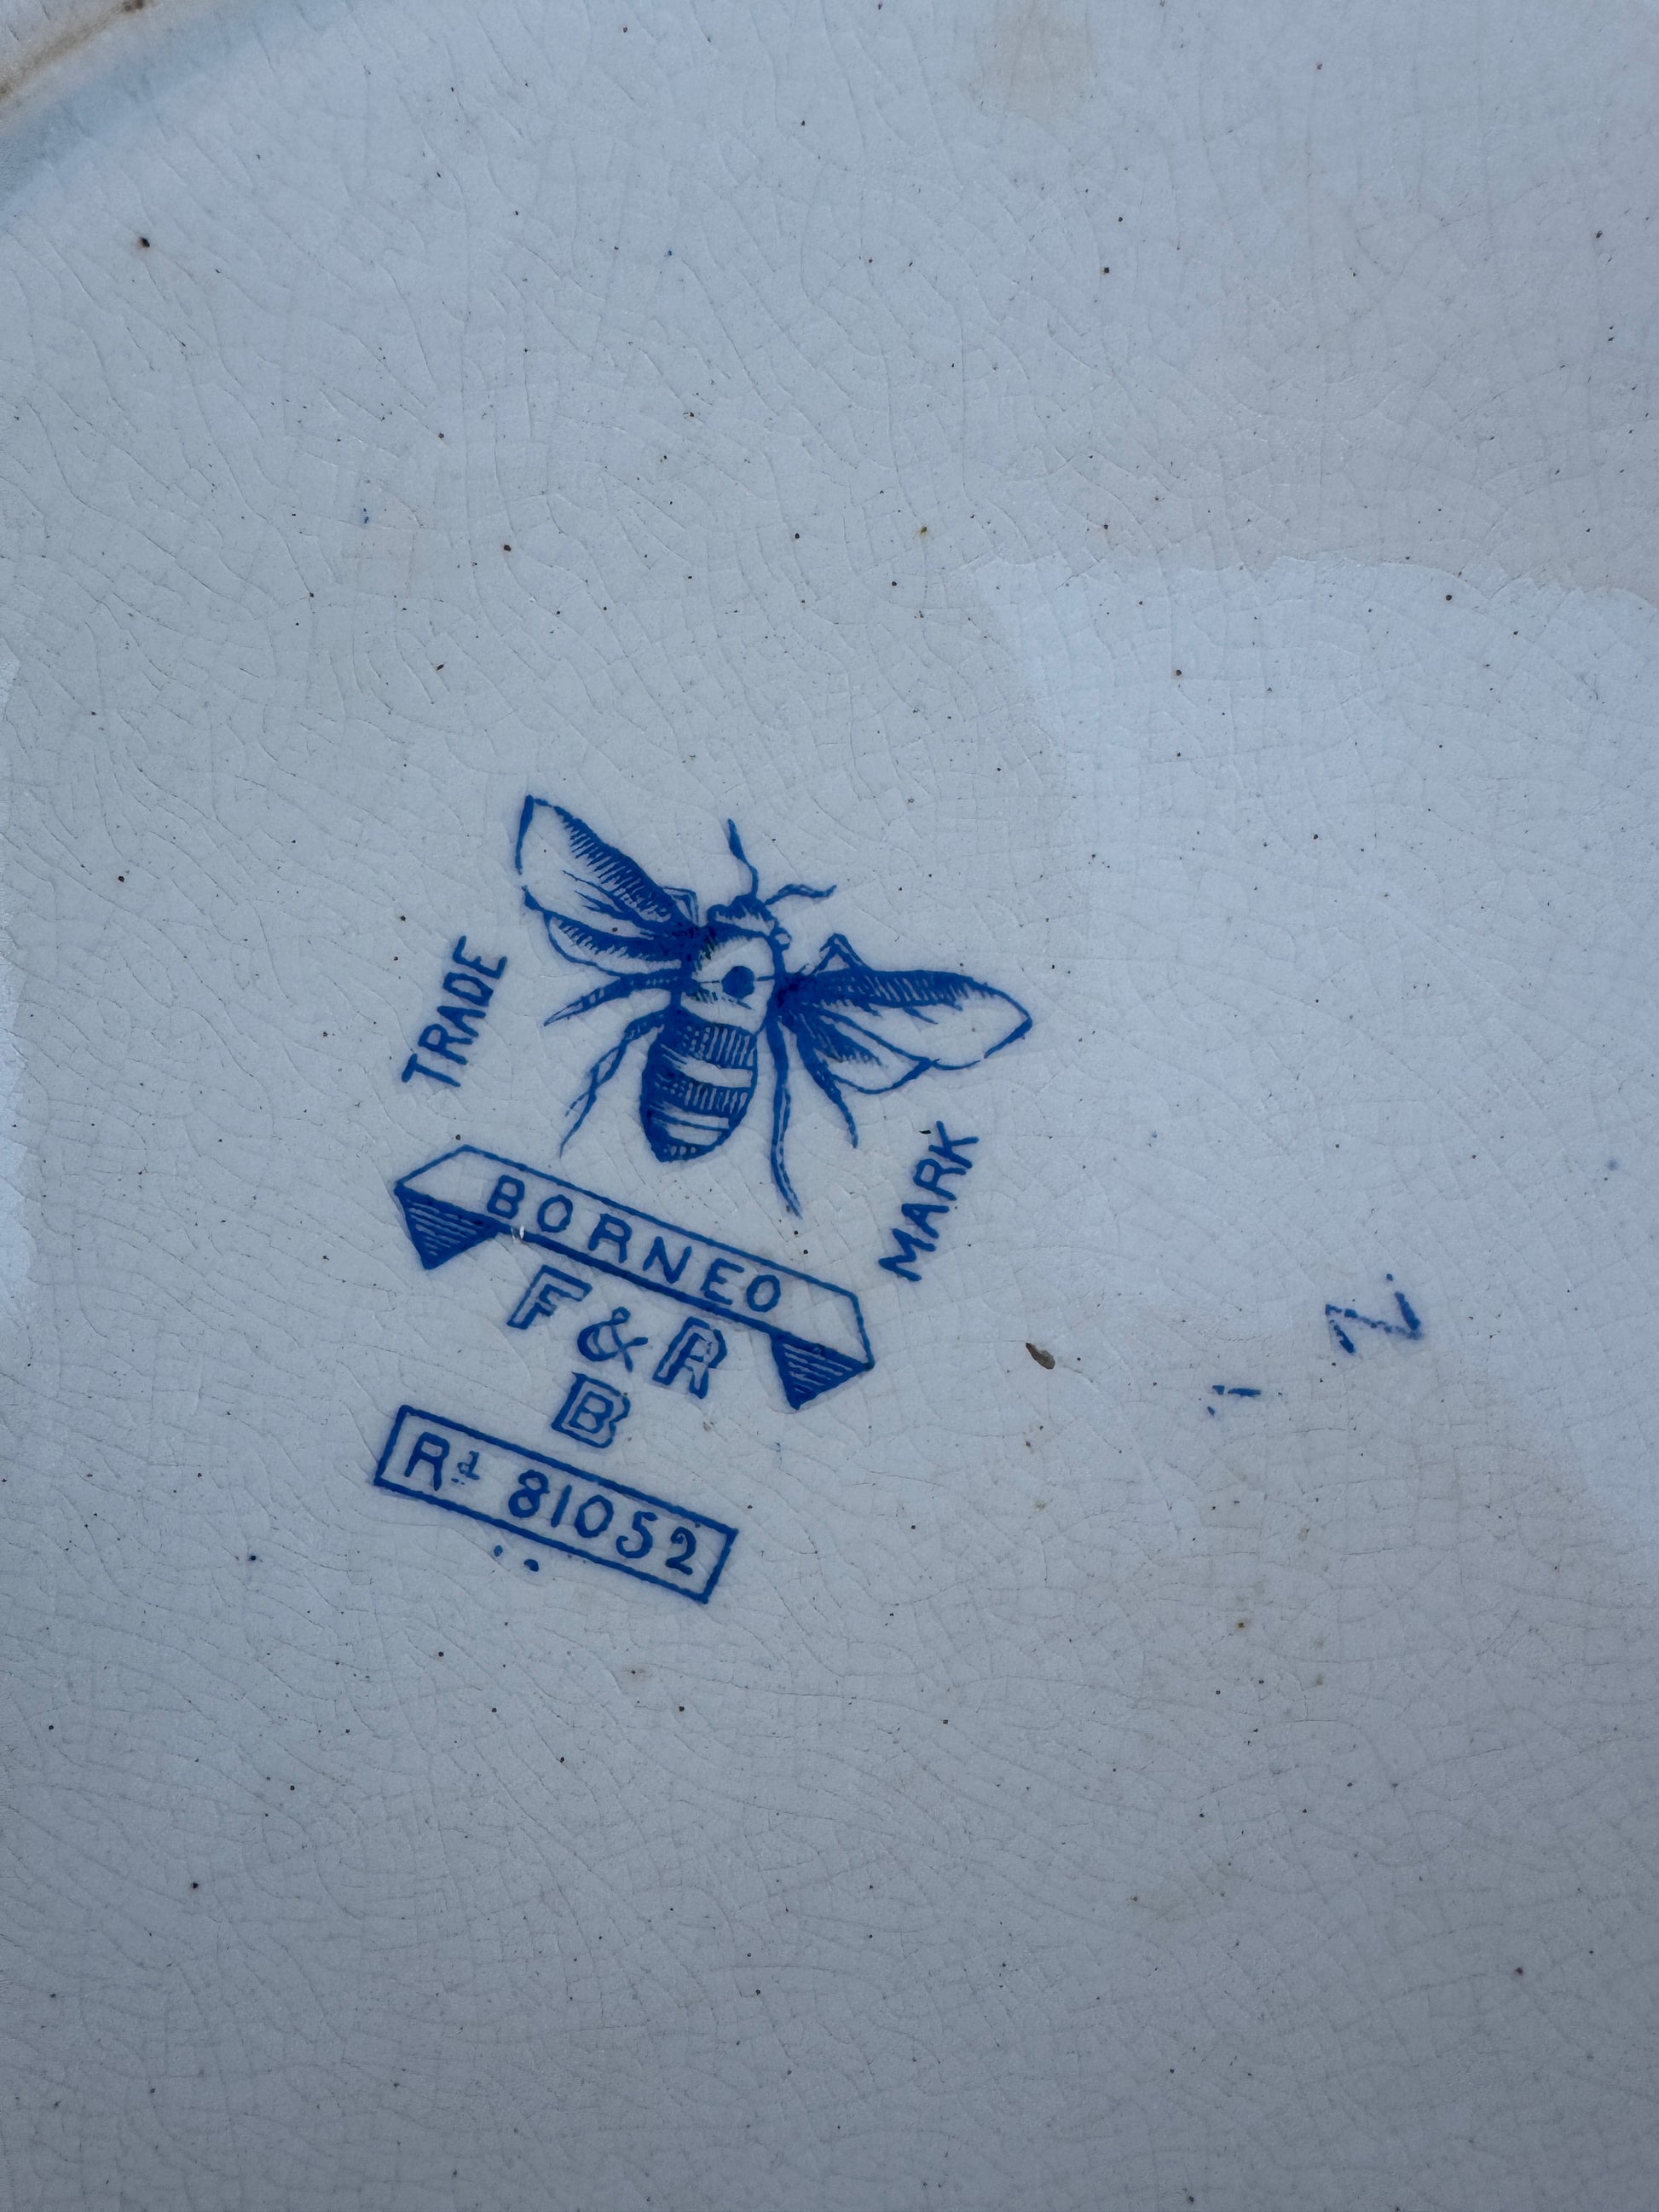 TRADE
MARK
BORNEO
F & R
B
Rd 81052
N